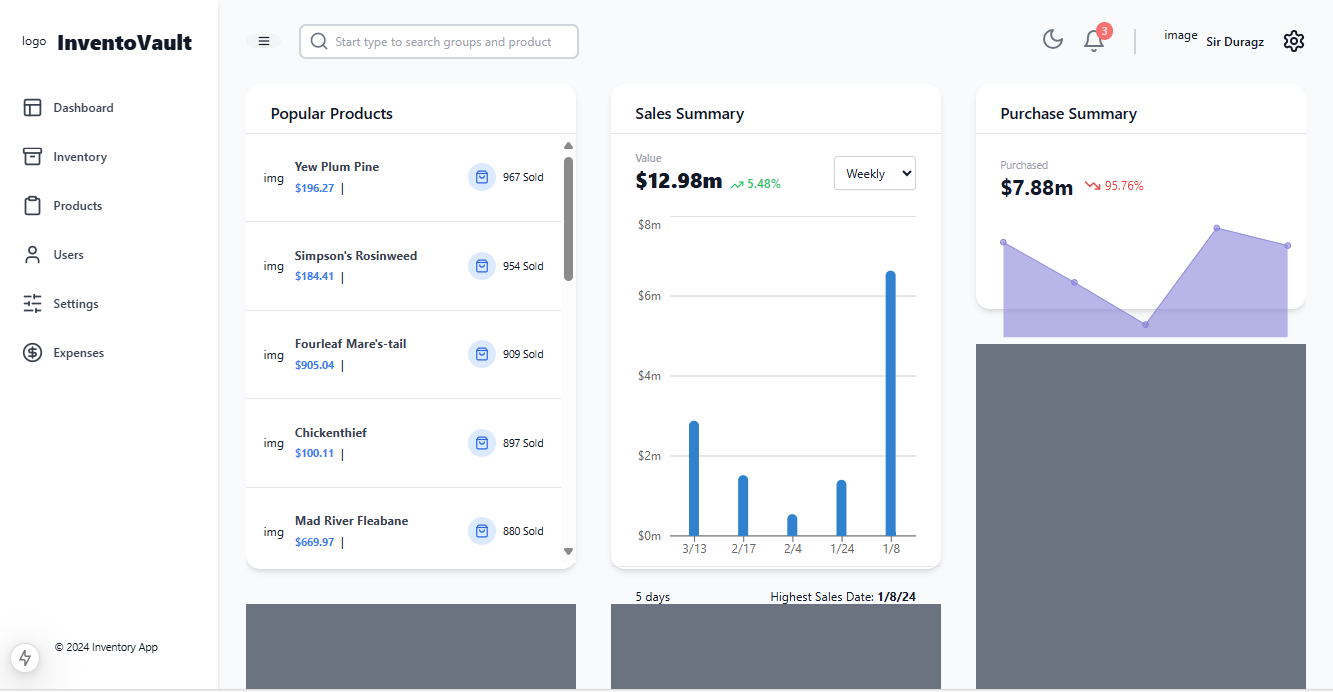 logo InventoVault
Start type to search groups and product
3
image Sir Duragz
Dashboard
Inventory
Products
Users
Settings
Expenses
© 2024 Inventory App
Popular Products
img Yew Plum Pine
$196.27 |
967 Sold
img Simpson's Rosinweed
$184.41 |
954 Sold
img Fourleaf Mare's-tail
$905.04 |
909 Sold
img Chickenthief
$100.11 |
897 Sold
img Mad River Fleabane
$669.97 |
880 Sold
Sales Summary
Value
$12.98m 5.48%
Weekly
$8m
$6m
$4m
$2m
$0m
3/13 2/17 2/4 1/24 1/8
5 days Highest Sales Date: 1/8/24
Purchase Summary
Purchased
$7.88m 95.76%